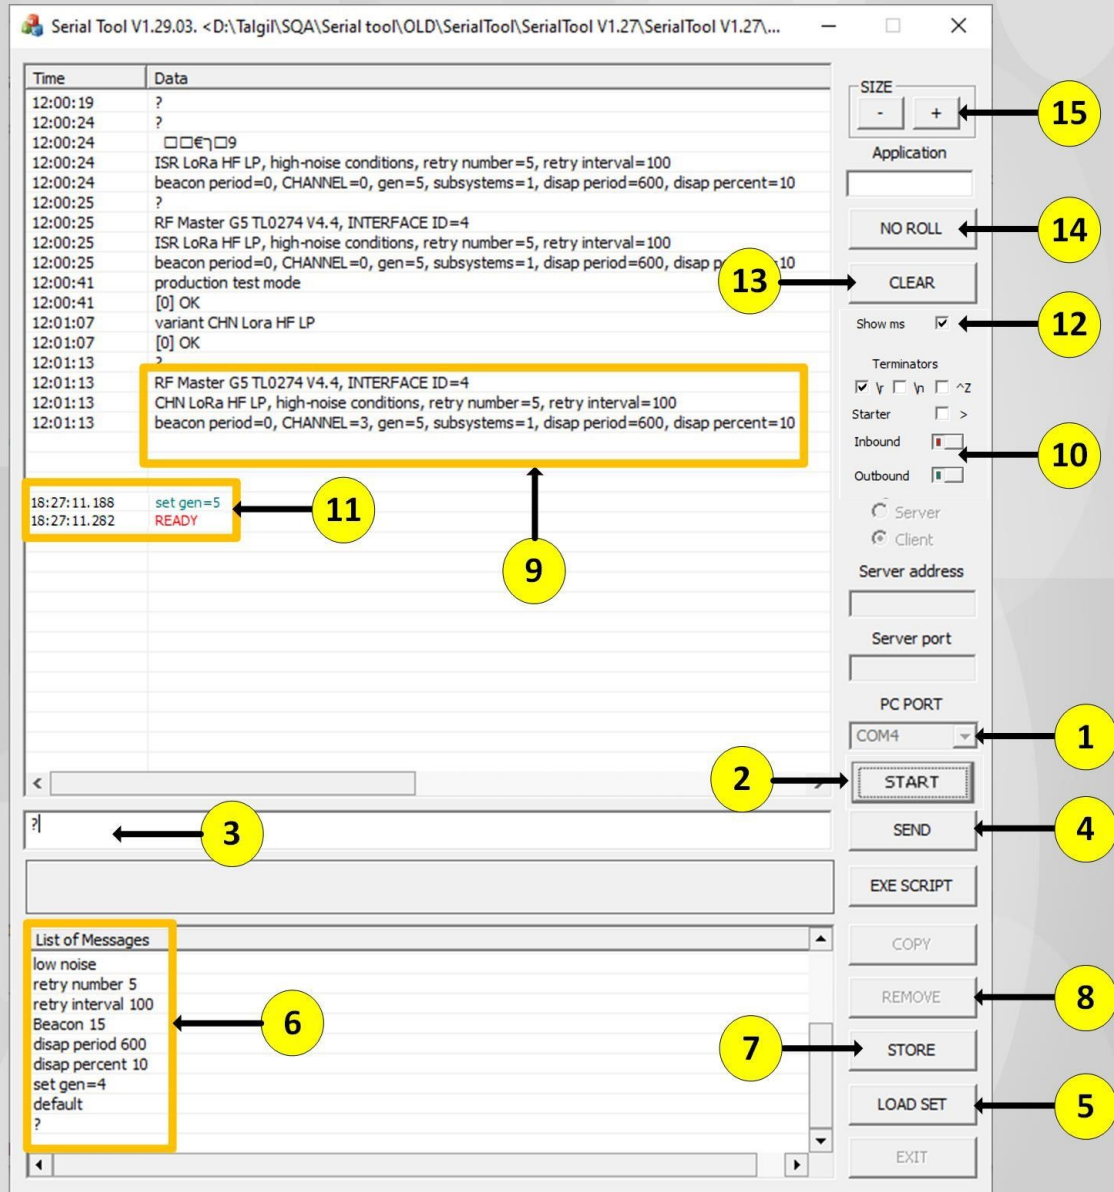 Serial Tool V1.29.03. <D:\Talgil\SQA\Serial tool\OLD\SerialTool\SerialTool V1.27\SerialTool V1.27\...
Time Data
12:00:19 ?
12:00:24 ?
12:00:24 □□€ך□9
12:00:24 ISR LoRa HF LP, high-noise conditions, retry number=5, retry interval=100
12:00:24 beacon period=0, CHANNEL=0, gen=5, subsystems=1, disap period=600, disap percent=10
12:00:25 ?
12:00:25 RF Master G5 TL0274 V4.4, INTERFACE ID=4
12:00:25 ISR LoRa HF LP, high-noise conditions, retry number=5, retry interval=100
12:00:25 beacon period=0, CHANNEL=0, gen=5, subsystems=1, disap period=600, disap =10
12:00:41 production test mode
12:00:41 [0] OK
12:01:07 variant CHN Lora HF LP
12:01:07 [0] OK
12:01:13 ?
12:01:13 RF Master G5 TL0274 V4.4, INTERFACE ID=4
12:01:13 CHN LoRa HF LP, high-noise conditions, retry number=5, retry interval=100
12:01:13 beacon period=0, CHANNEL=3, gen=5, subsystems=1, disap period=600, disap percent=10
18:27:11.188 set gen=5
18:27:11.282 READY
11
9
SIZE
- +
15
Application
NO ROLL
14
13
CLEAR
Show ms
12
Terminators
\r \n ^Z
Starter >
Inbound
10
Outbound
Server
Client
Server address
Server port
PC PORT
COM4
1
2
START
?
3
SEND
4
EXE SCRIPT
List of Messages
low noise
retry number 5
retry interval 100
Beacon 15
disap period 600
disap percent 10
set gen=4
default
?
6
COPY
REMOVE
8
7
STORE
LOAD SET
5
EXIT